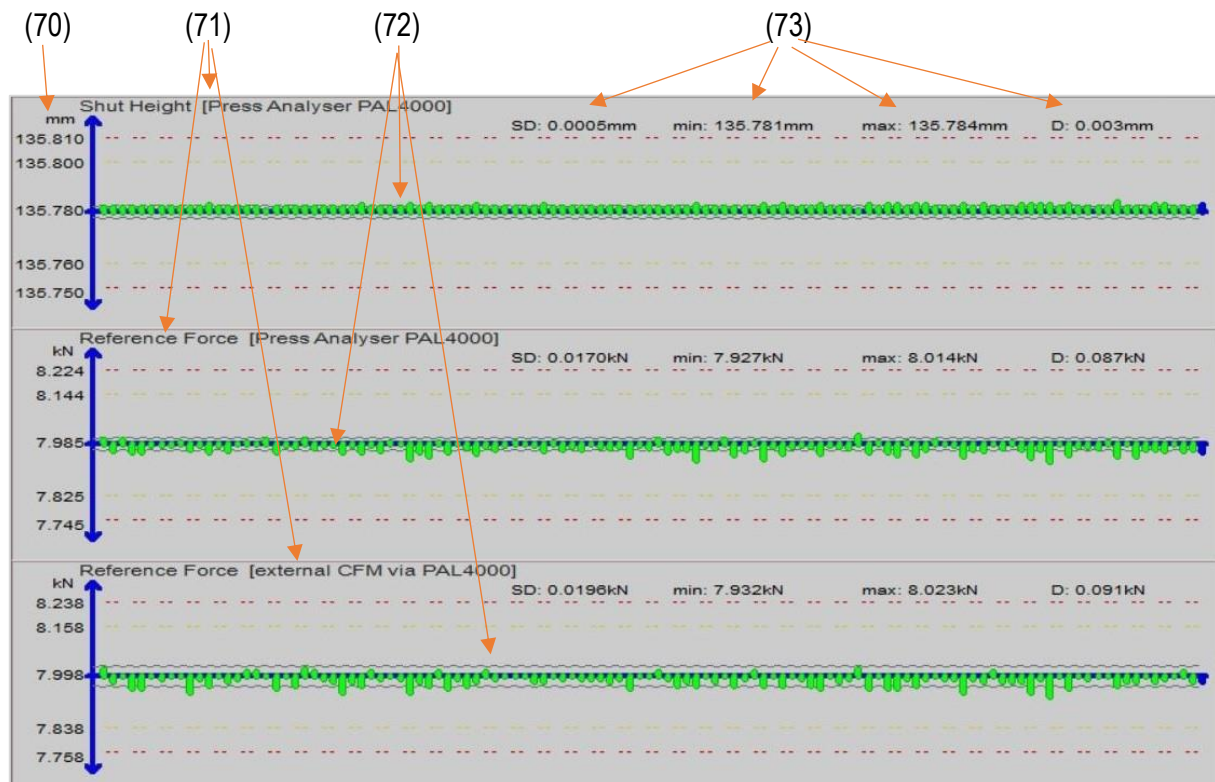 (70) (71) (72) (73)
Shut Height [Press Analyser PAL4000]
mm
SD: 0.0005mm min: 135.781mm max: 135.784mm D: 0.003mm
135.810
135.800
135.780
135.760
135.750
Reference Force [Press Analyser PAL4000]
kN
SD: 0.0170kN min: 7.927kN max: 8.014kN D: 0.087kN
8.224
8.144
7.985
7.825
7.745
Reference Force [external CFM via PAL4000]
kN
SD: 0.0196kN min: 7.932kN max: 8.023kN D: 0.091kN
8.238
8.158
7.998
7.838
7.758